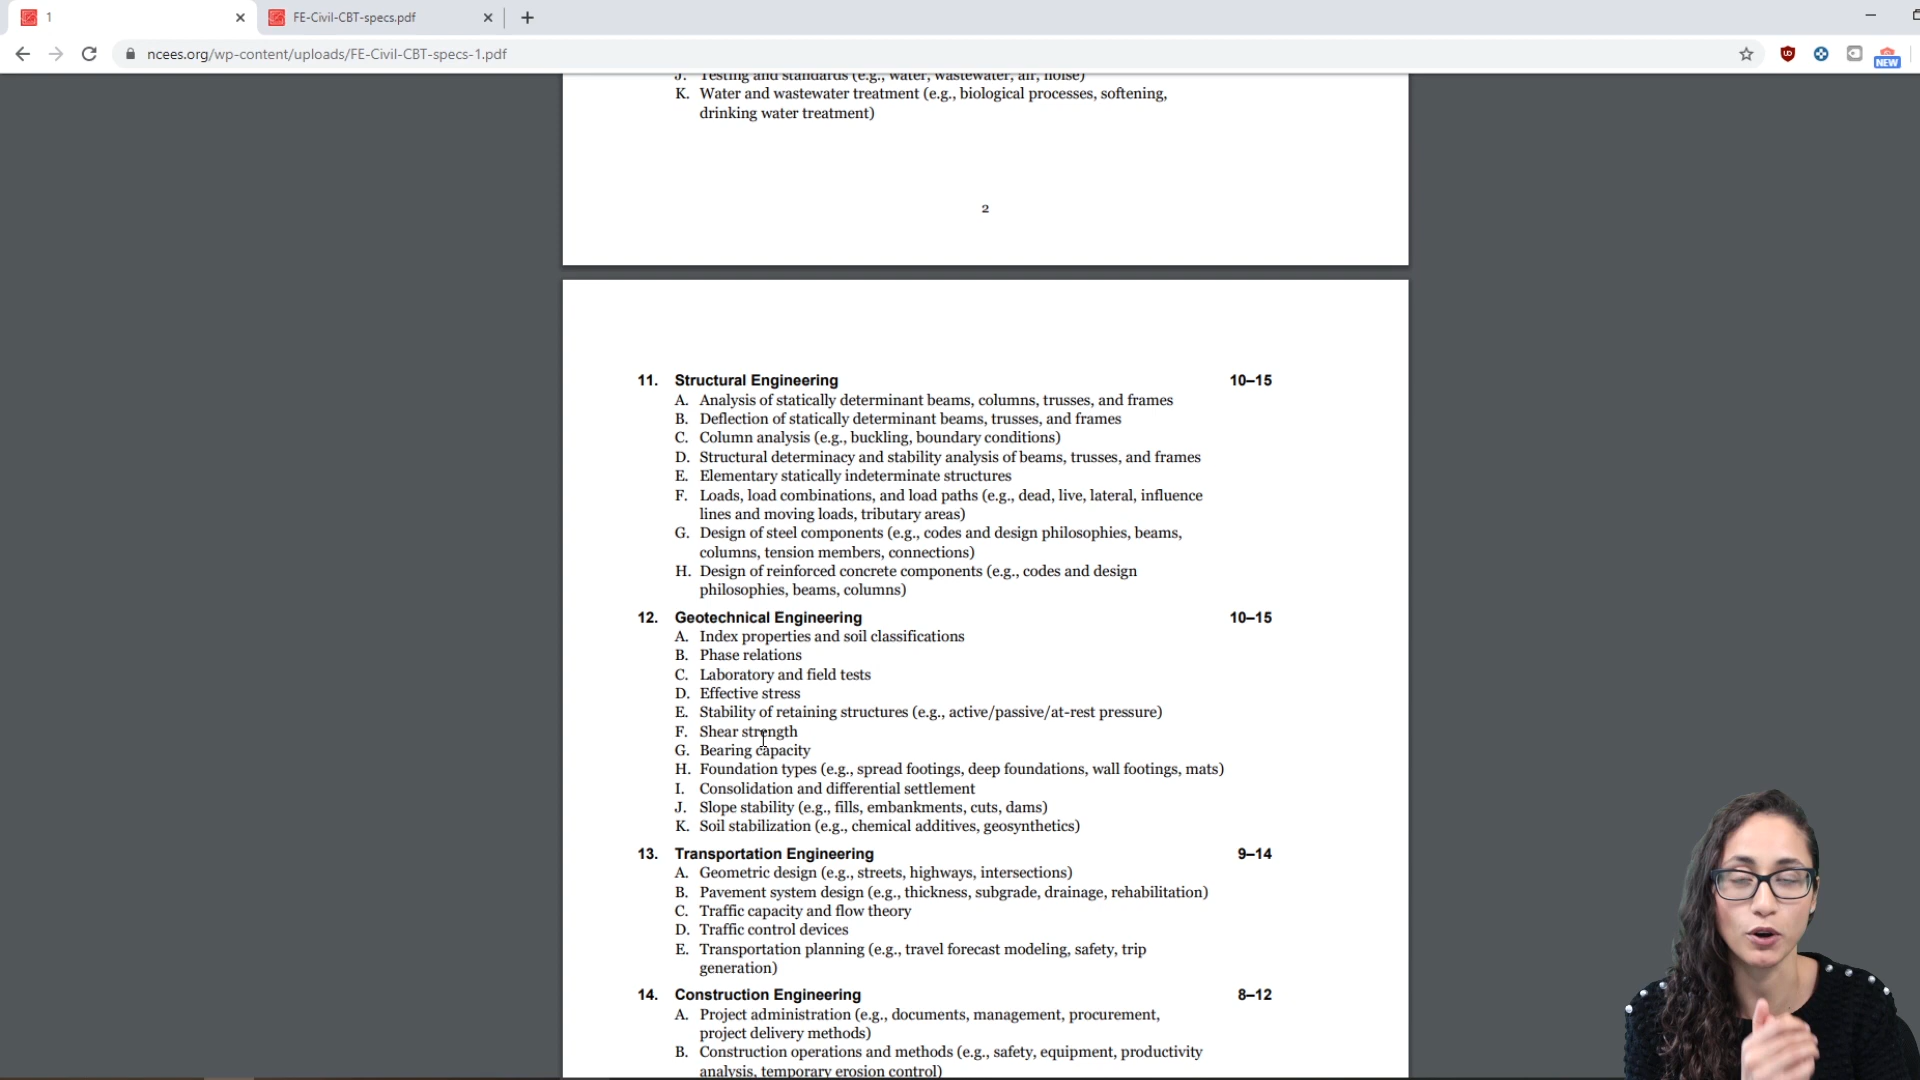 1
FE-Civil-CBT-specs.pdf
ncees.org/wp-content/uploads/FE-Civil-CBT-specs-1.pdf
NEW
J. Testing and standards (e.g., water, wastewater, air, noise)
K. Water and wastewater treatment (e.g., biological processes, softening,
drinking water treatment)
2
11. Structural Engineering 10–15
A. Analysis of statically determinant beams, columns, trusses, and frames
B. Deflection of statically determinant beams, trusses, and frames
C. Column analysis (e.g., buckling, boundary conditions)
D. Structural determinacy and stability analysis of beams, trusses, and frames
E. Elementary statically indeterminate structures
F. Loads, load combinations, and load paths (e.g., dead, live, lateral, influence
lines and moving loads, tributary areas)
G. Design of steel components (e.g., codes and design philosophies, beams,
columns, tension members, connections)
H. Design of reinforced concrete components (e.g., codes and design
philosophies, beams, columns)
12. Geotechnical Engineering 10–15
A. Index properties and soil classifications
B. Phase relations
C. Laboratory and field tests
D. Effective stress
E. Stability of retaining structures (e.g., active/passive/at-rest pressure)
F. Shear strength
G. Bearing capacity
H. Foundation types (e.g., spread footings, deep foundations, wall footings, mats)
I. Consolidation and differential settlement
J. Slope stability (e.g., fills, embankments, cuts, dams)
K. Soil stabilization (e.g., chemical additives, geosynthetics)
13. Transportation Engineering 9–14
A. Geometric design (e.g., streets, highways, intersections)
B. Pavement system design (e.g., thickness, subgrade, drainage, rehabilitation)
C. Traffic capacity and flow theory
D. Traffic control devices
E. Transportation planning (e.g., travel forecast modeling, safety, trip
generation)
14. Construction Engineering 8–12
A. Project administration (e.g., documents, management, procurement,
project delivery methods)
B. Construction operations and methods (e.g., safety, equipment, productivity
analysis, temporary erosion control)